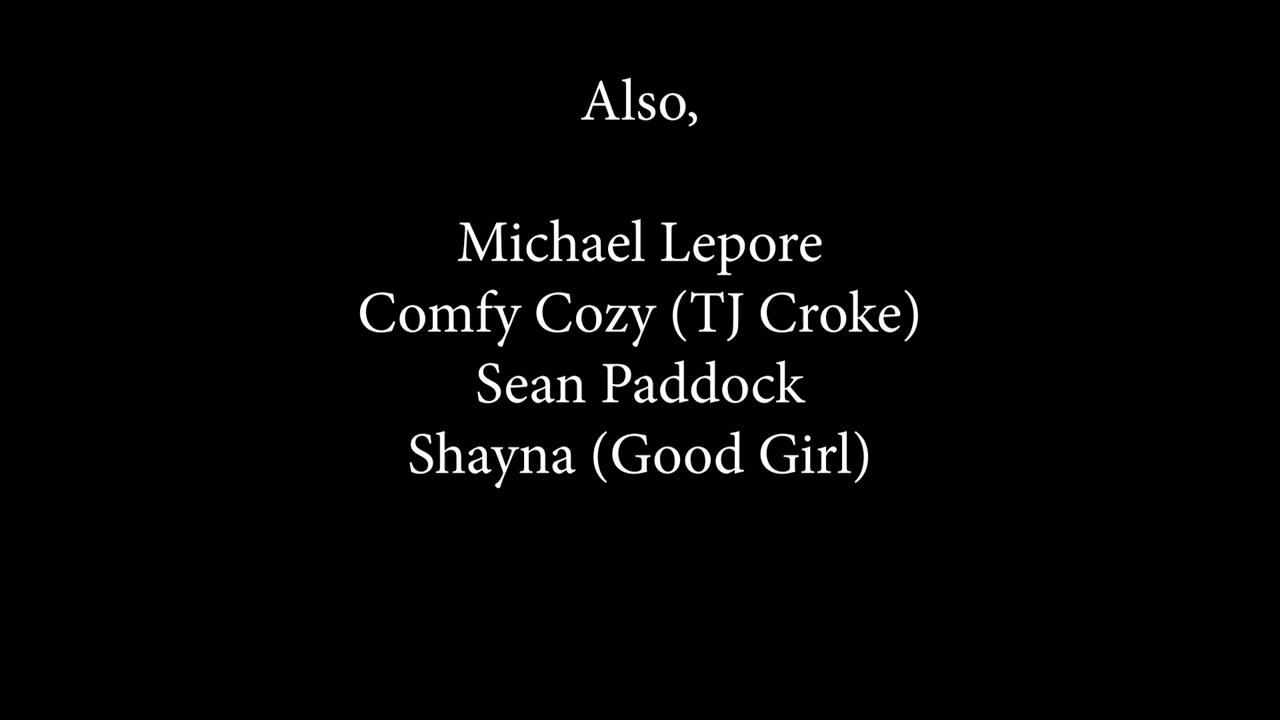 Also,
Michael Lepore
Comfy Cozy (TJ Croke)
Sean Paddock
Shayna (Good Girl)